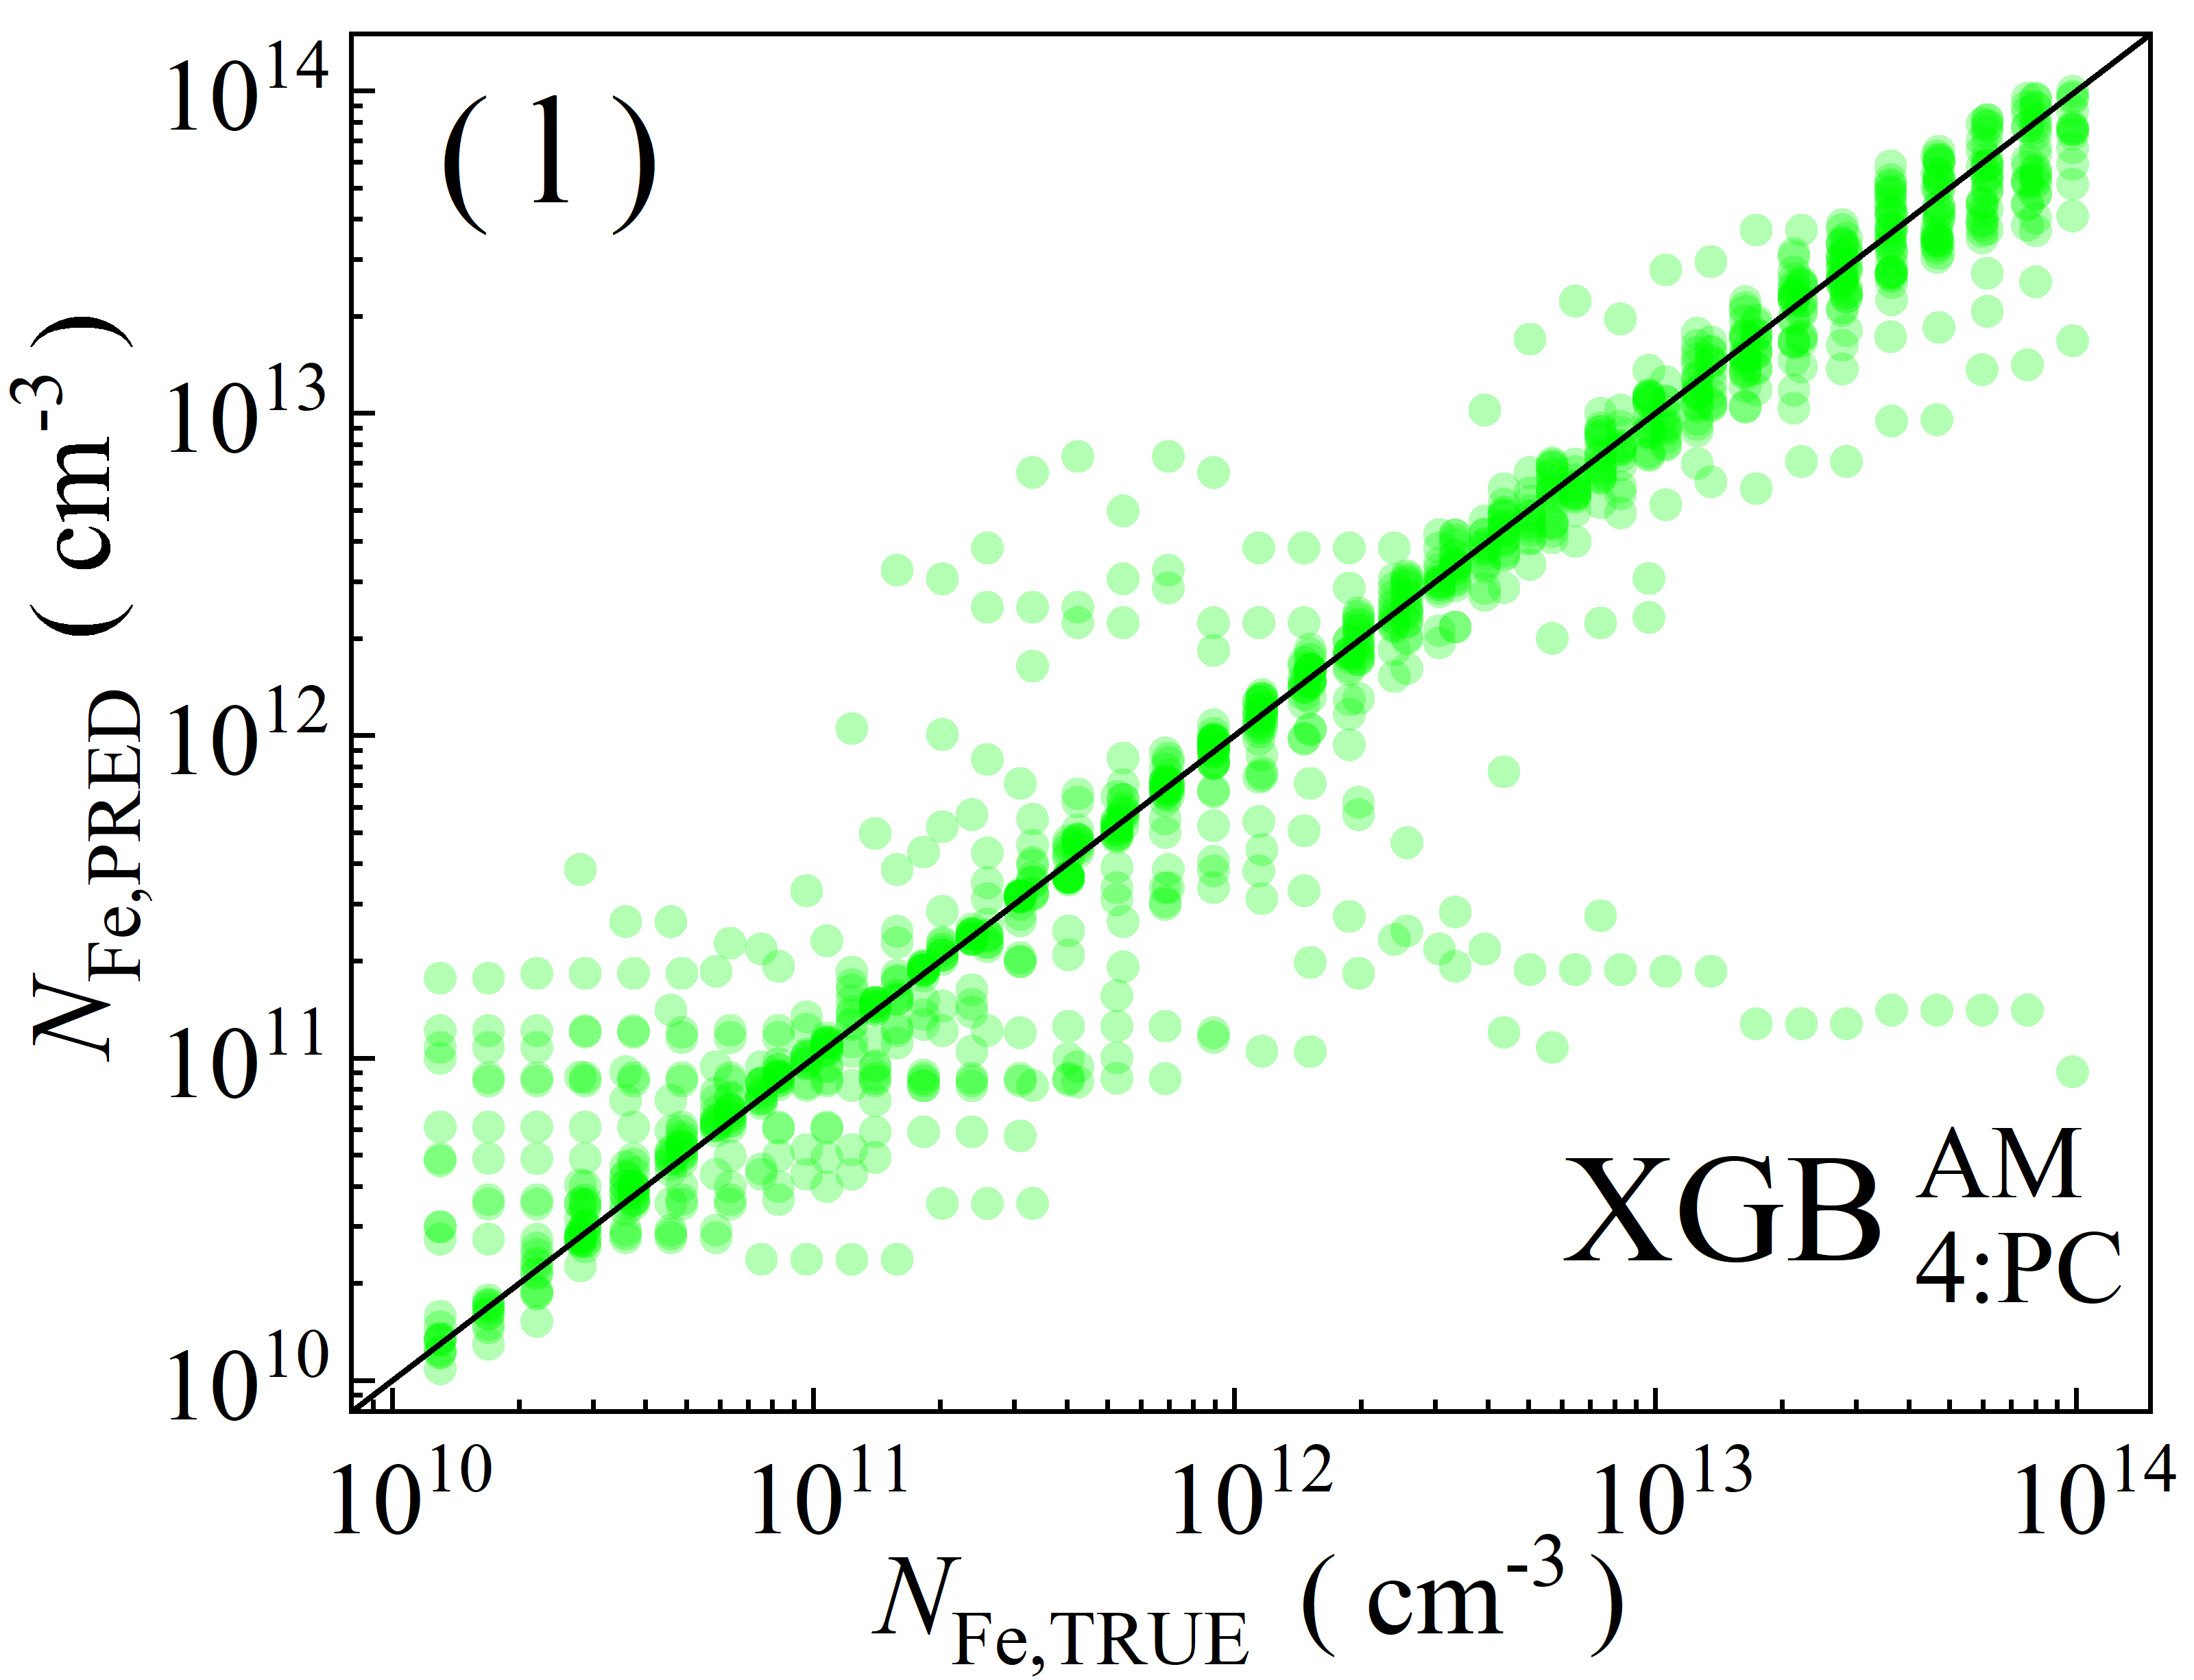 ( l )
10^14
10^13
10^12
10^11
10^10
N_Fe,PRED ( cm^-3 )
XGB AM
4:PC
10^10 10^11 10^12 10^13 10^14
N_Fe,TRUE ( cm^-3 )